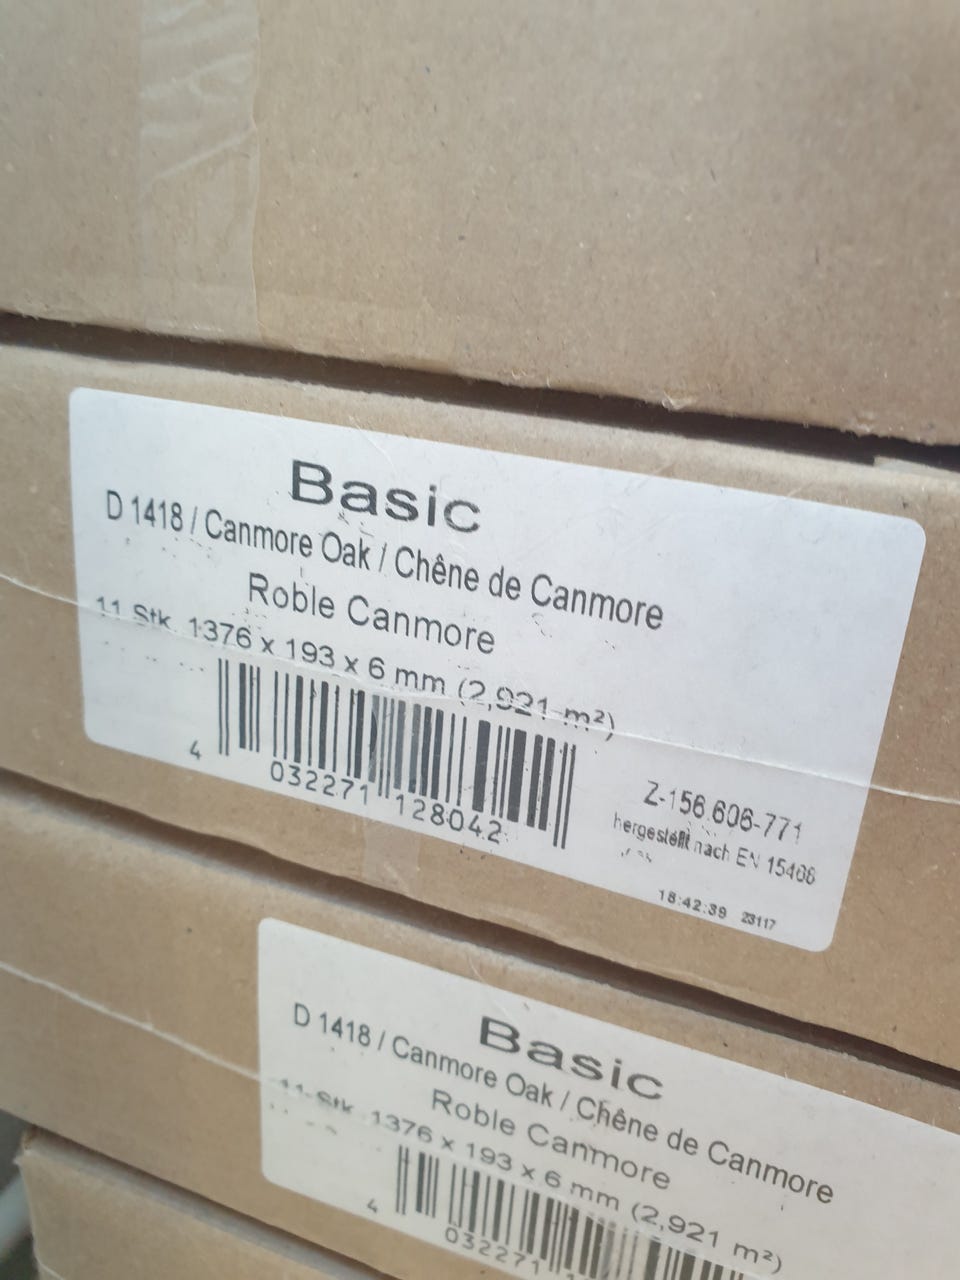 Basic
D 1418 / Canmore Oak / Chêne de Canmore
Roble Canmore
11 Stk 1376 x 193 x 6 mm (2,921 m²)
4 032271 128042
Z-156.606-771
hergestellt nach EN 15468
18:42:39 23117
Basic
D 1418 / Canmore Oak / Chêne de Canmore
Roble Canmore
11 Stk 1376 x 193 x 6 mm (2,921 m²)
4 032271